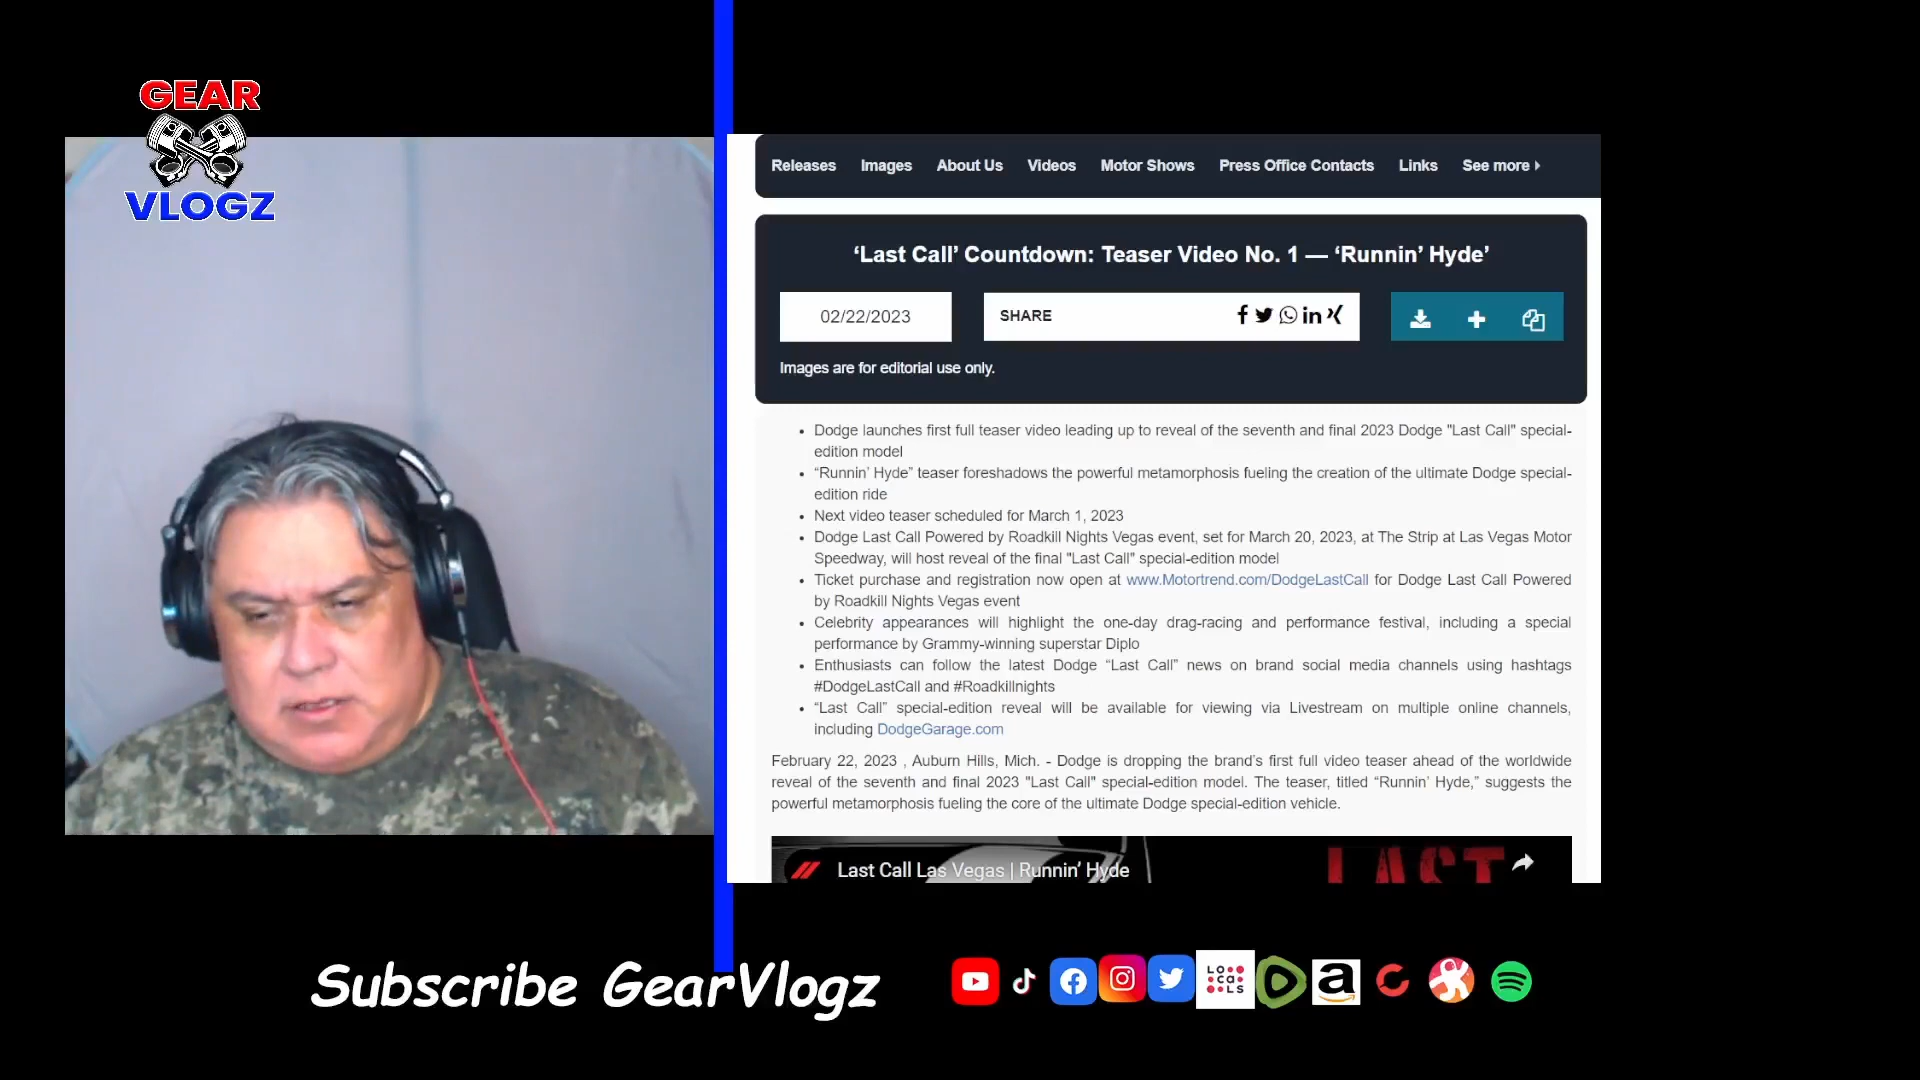 GEAR
VLOGZ
Releases Images About Us Videos Motor Shows Press Office Contacts Links See more
‘Last Call’ Countdown: Teaser Video No. 1 — ‘Runnin’ Hyde’
02/22/2023
SHARE
Images are for editorial use only.
• Dodge launches first full teaser video leading up to reveal of the seventh and final 2023 Dodge "Last Call" special-
edition model
• “Runnin’ Hyde” teaser foreshadows the powerful metamorphosis fueling the creation of the ultimate Dodge special-
edition ride
• Next video teaser scheduled for March 1, 2023
• Dodge Last Call Powered by Roadkill Nights Vegas event, set for March 20, 2023, at The Strip at Las Vegas Motor
Speedway, will host reveal of the final "Last Call" special-edition model
• Ticket purchase and registration now open at www.Motortrend.com/DodgeLastCall for Dodge Last Call Powered
by Roadkill Nights Vegas event
• Celebrity appearances will highlight the one-day drag-racing and performance festival, including a special
performance by Grammy-winning superstar Diplo
• Enthusiasts can follow the latest Dodge “Last Call” news on brand social media channels using hashtags
#DodgeLastCall and #Roadkillnights
• “Last Call” special-edition reveal will be available for viewing via Livestream on multiple online channels,
including DodgeGarage.com
February 22, 2023 , Auburn Hills, Mich. - Dodge is dropping the brand’s first full video teaser ahead of the worldwide
reveal of the seventh and final 2023 "Last Call" special-edition model. The teaser, titled “Runnin’ Hyde,” suggests the
powerful metamorphosis fueling the core of the ultimate Dodge special-edition vehicle.
Last Call Las Vegas | Runnin’ Hyde
LAST
Subscribe GearVlogz
LOCALS
a